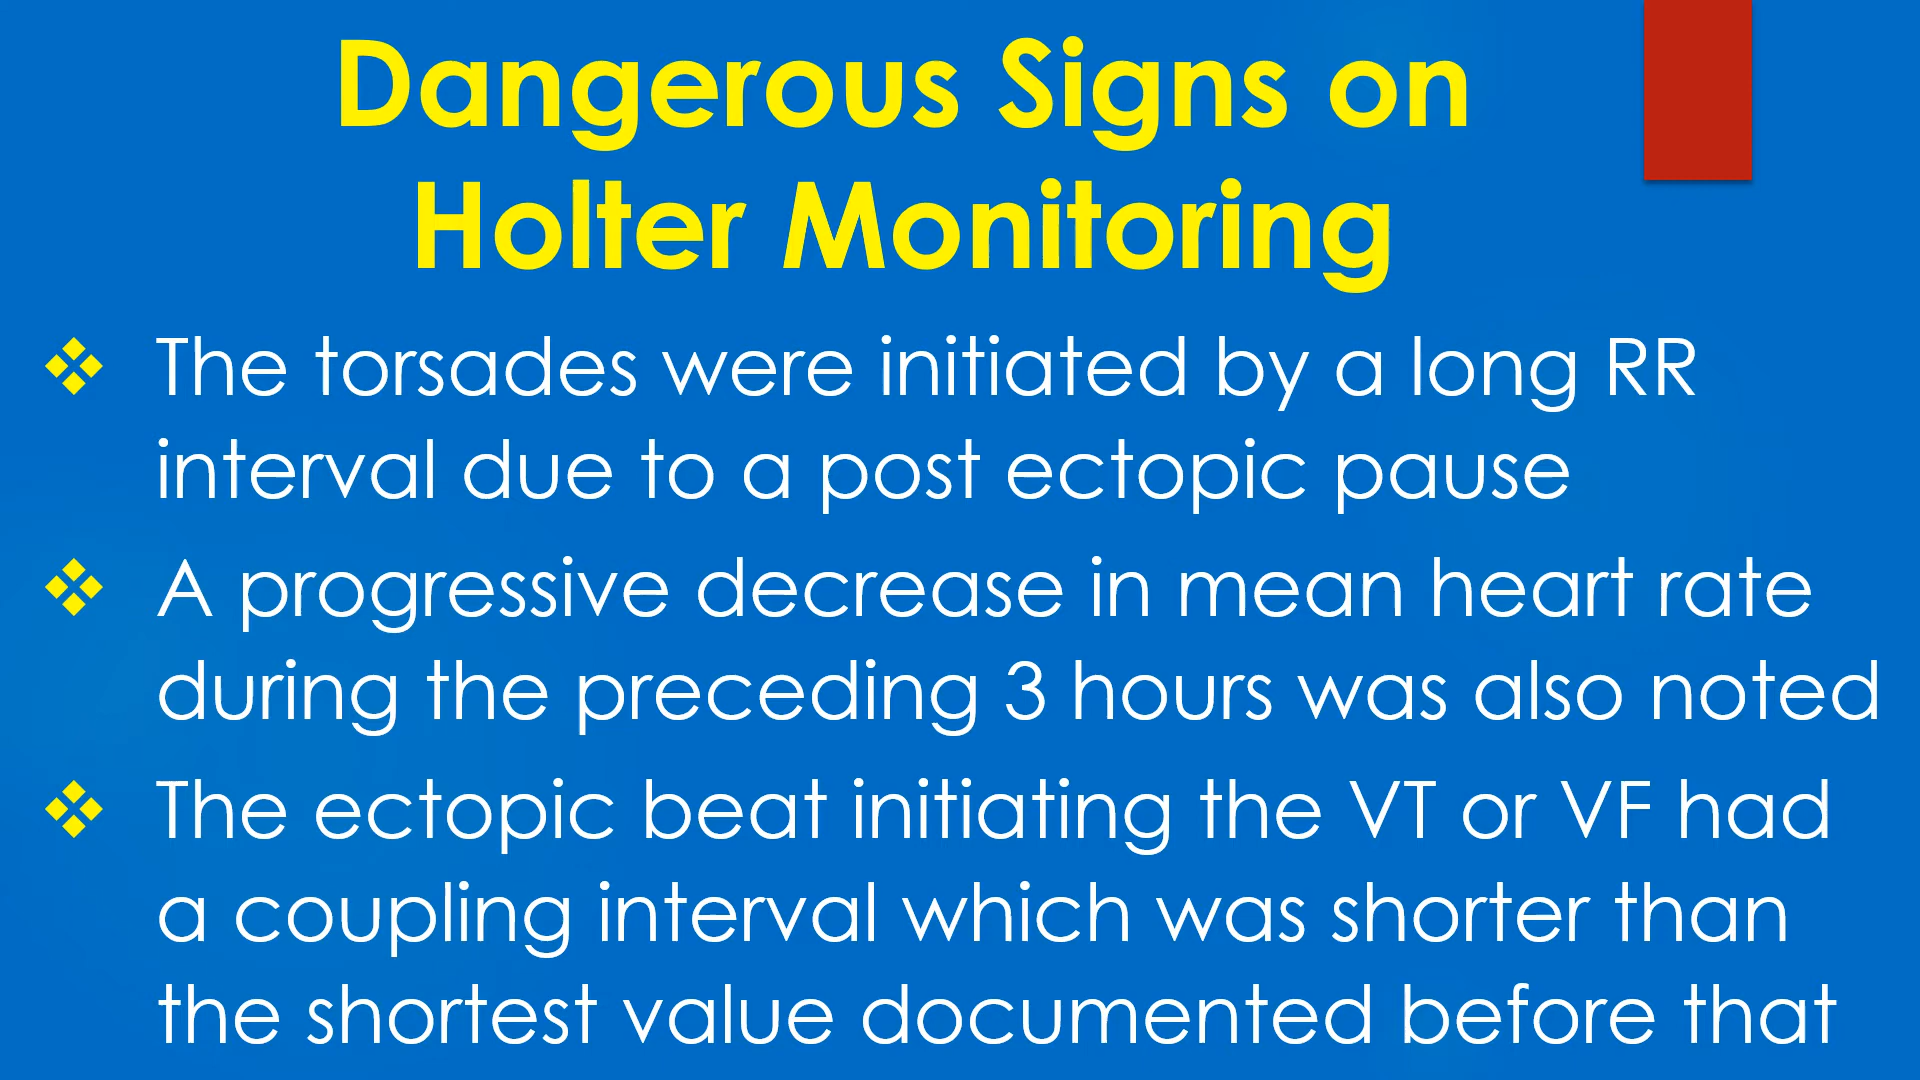 Dangerous Signs on
Holter Monitoring
❖ The torsades were initiated by a long RR
interval due to a post ectopic pause
❖ A progressive decrease in mean heart rate
during the preceding 3 hours was also noted
❖ The ectopic beat initiating the VT or VF had
a coupling interval which was shorter than
the shortest value documented before that